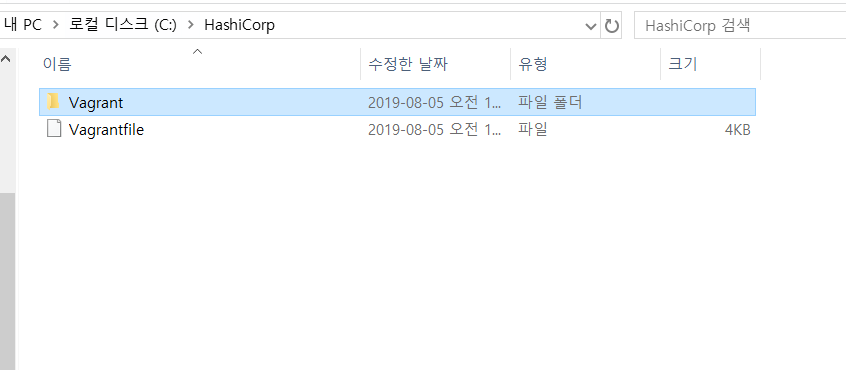 내 PC > 로컬 디스크 (C:) > HashiCorp
HashiCorp 검색
이름 수정한 날짜 유형 크기
Vagrant 2019-08-05 오전 1... 파일 폴더
Vagrantfile 2019-08-05 오전 1... 파일 4KB